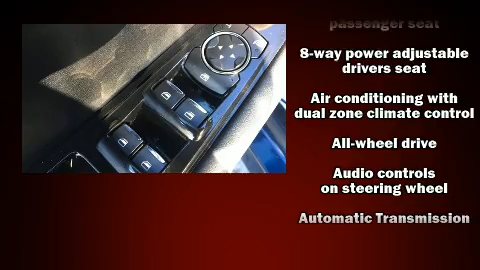 passenger seat
8-way power adjustable
drivers seat
Air conditioning with
dual zone climate control
All-wheel drive
Audio controls
on steering wheel
Automatic Transmission